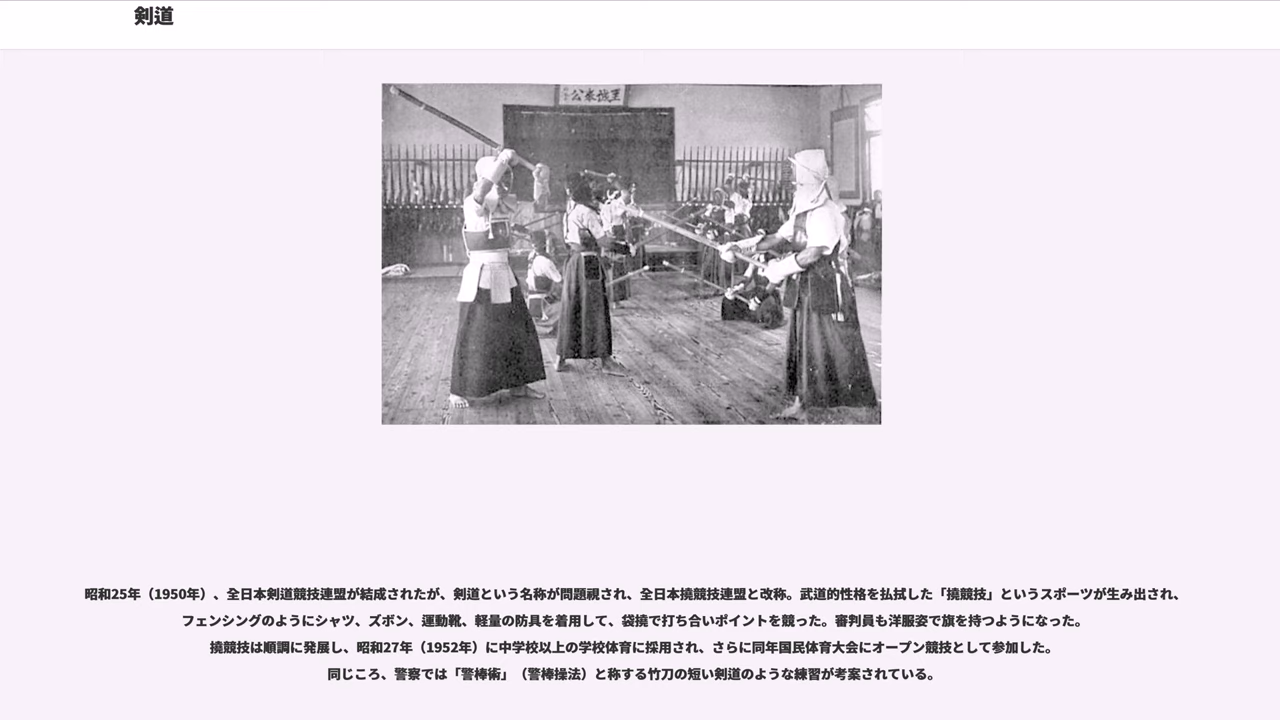 剣道
至誠奉公
昭和25年（1950年）、全日本剣道競技連盟が結成されたが、剣道という名称が問題視され、全日本撓競技連盟と改称。武道的性格を払拭した「撓競技」というスポーツが生み出され、
フェンシングのようにシャツ、ズボン、運動靴、軽量の防具を着用して、袋撓で打ち合いポイントを競った。審判員も洋服姿で旗を持つようになった。
撓競技は順調に発展し、昭和27年（1952年）に中学校以上の学校体育に採用され、さらに同年国民体育大会にオープン競技として参加した。
同じころ、警察では「警棒術」（警棒操法）と称する竹刀の短い剣道のような練習が考案されている。